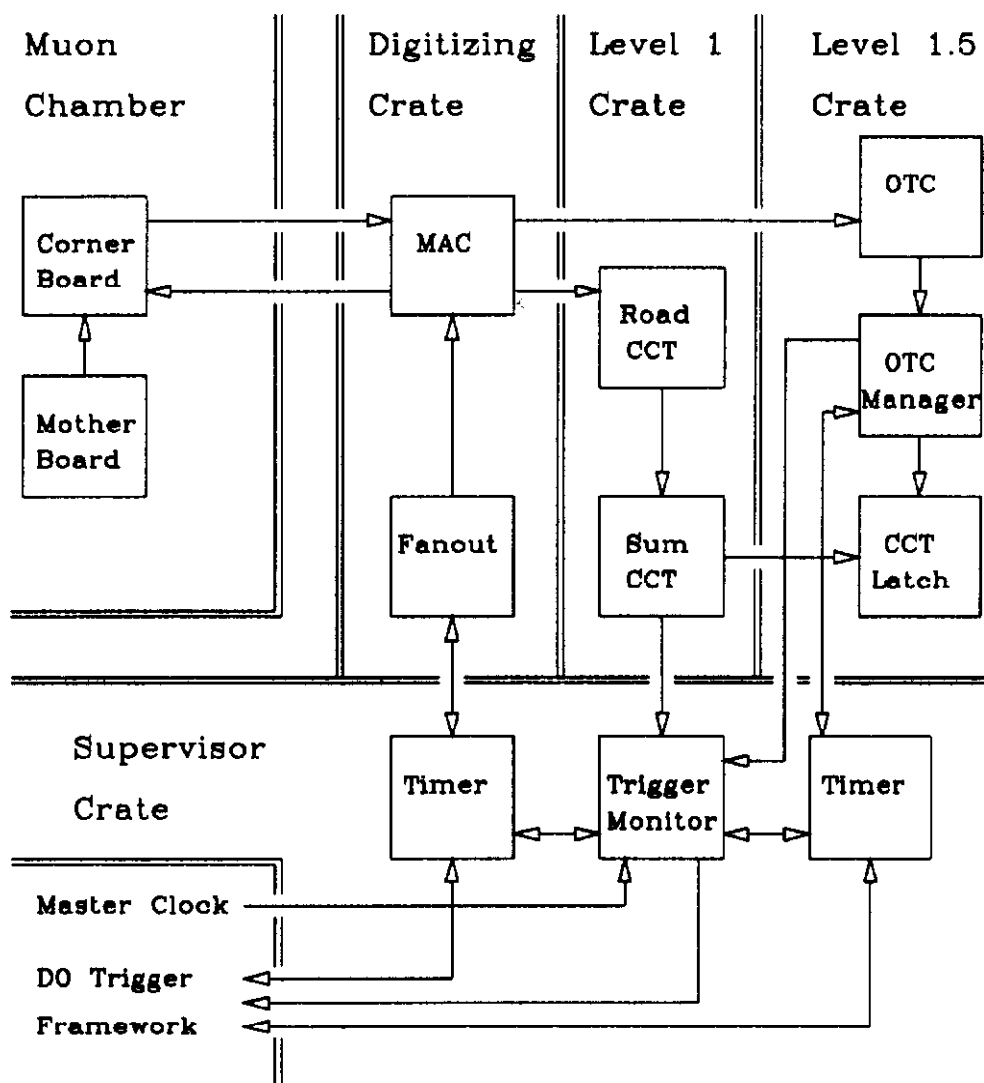 Muon
Chamber
Digitizing
Crate
Level 1
Crate
Level 1.5
Crate
Corner
Board
Mother
Board
MAC
Fanout
Road
CCT
Sum
CCT
OTC
OTC
Manager
CCT
Latch
Supervisor
Crate
Timer
Trigger
Monitor
Timer
Master Clock
D0 Trigger
Framework